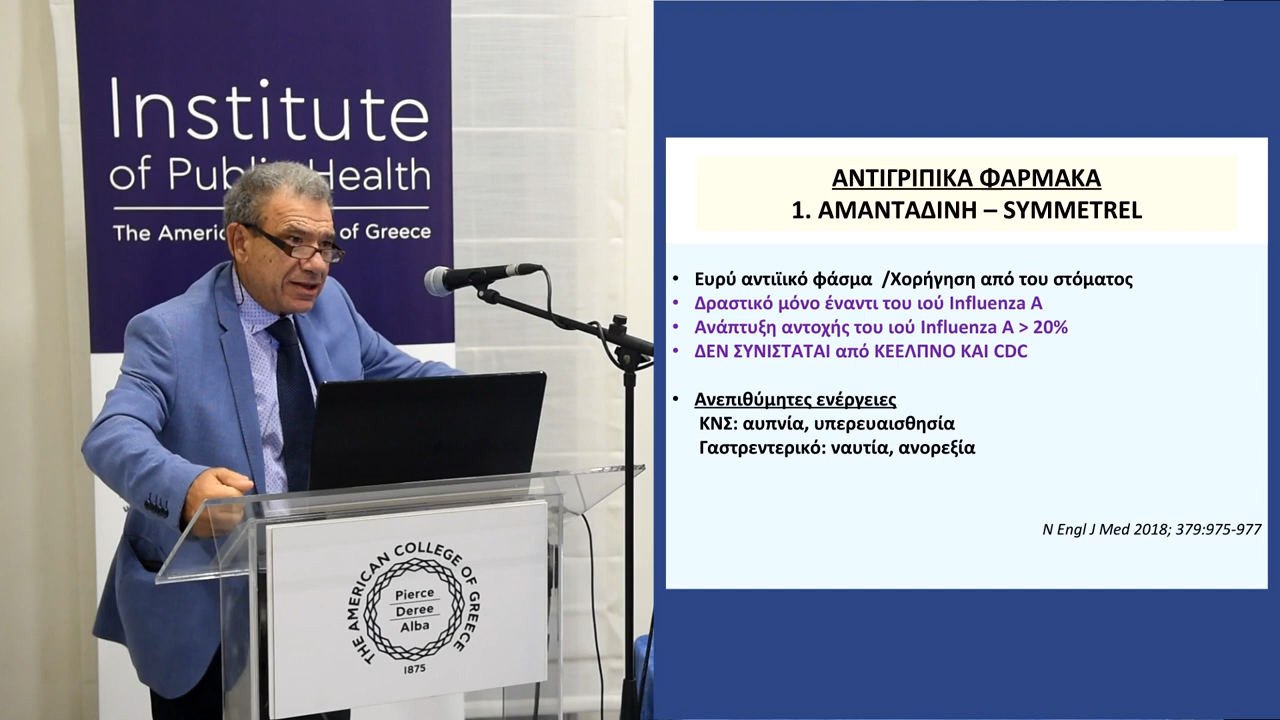 Institute
of Public Health
The American College of Greece
THE AMERICAN COLLEGE OF GREECE
Pierce
Deree
Alba
1875
ΑΝΤΙΓΡΙΠΙΚΑ ΦΑΡΜΑΚΑ
1. ΑΜΑΝΤΑΔΙΝΗ – SYMMETREL
• Ευρύ αντιϊικό φάσμα /Χορήγηση από του στόματος
• Δραστικό μόνο έναντι του ιού Influenza A
• Ανάπτυξη αντοχής του ιού Influenza A > 20%
• ΔΕΝ ΣΥΝΙΣΤΑΤΑΙ από ΚΕΕΛΠΝΟ ΚΑΙ CDC
• Ανεπιθύμητες ενέργειες
ΚΝΣ: αυπνία, υπερευαισθησία
Γαστρεντερικό: ναυτία, ανορεξία
N Engl J Med 2018; 379:975-977